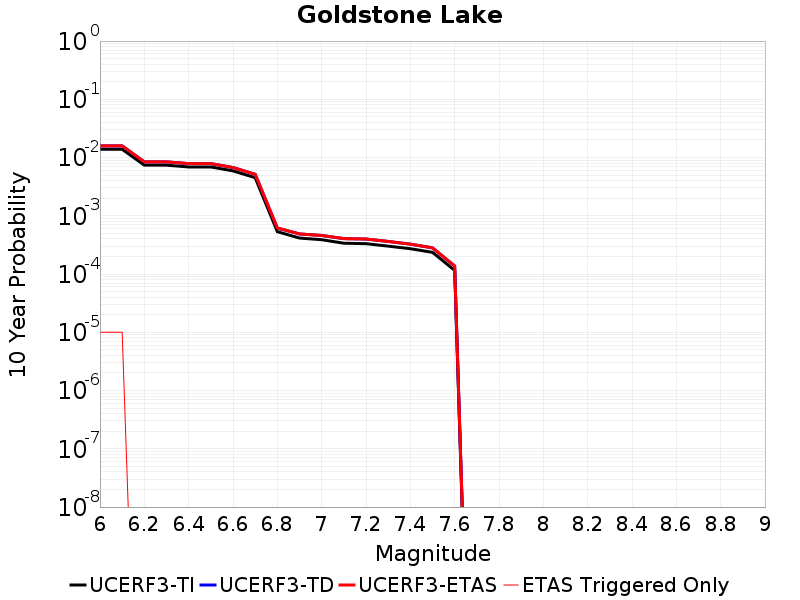 Goldstone Lake
10 Year Probability
10^0
10^-1
10^-2
10^-3
10^-4
10^-5
10^-6
10^-7
10^-8
6 6.2 6.4 6.6 6.8 7 7.2 7.4 7.6 7.8 8 8.2 8.4 8.6 8.8 9
Magnitude
UCERF3-TI UCERF3-TD UCERF3-ETAS ETAS Triggered Only